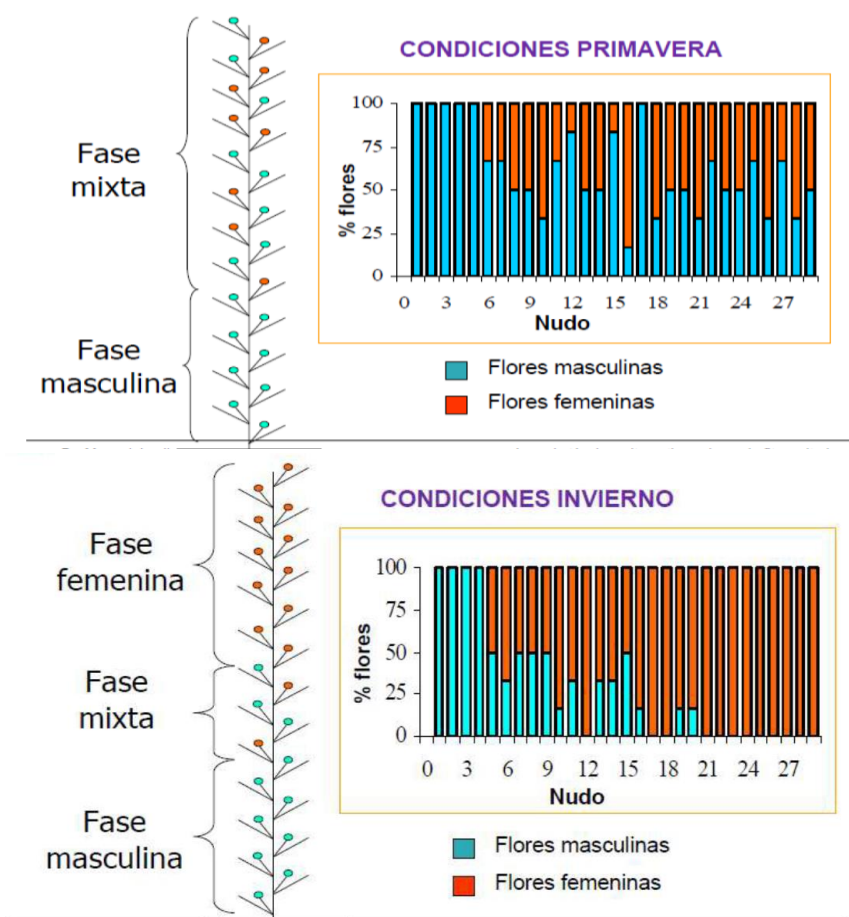 CONDICIONES PRIMAVERA
Fase
mixta
Fase
masculina
% flores
100
75
50
25
0
0 3 6 9 12 15 18 21 24 27
Nudo
Flores masculinas
Flores femeninas
CONDICIONES INVIERNO
Fase
femenina
Fase
mixta
Fase
masculina
% flores
100
75
50
25
0
0 3 6 9 12 15 18 21 24 27
Nudo
Flores masculinas
Flores femeninas